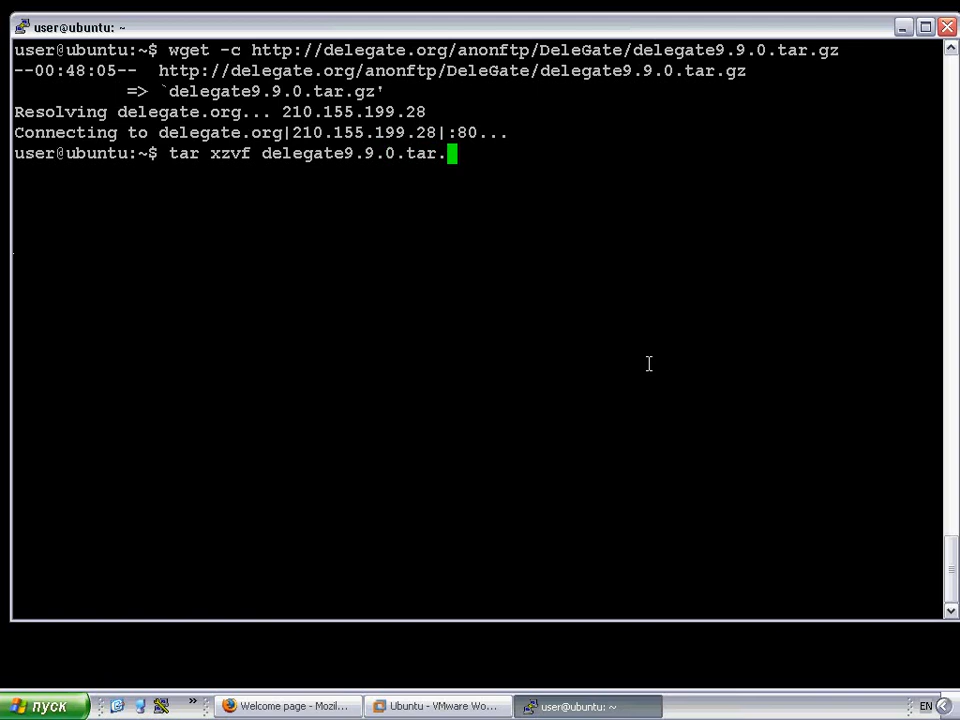 user@ubuntu: ~
user@ubuntu:~$ wget -c http://delegate.org/anonftp/DeleGate/delegate9.9.0.tar.gz
--00:48:05--  http://delegate.org/anonftp/DeleGate/delegate9.9.0.tar.gz
           => `delegate9.9.0.tar.gz'
Resolving delegate.org... 210.155.199.28
Connecting to delegate.org|210.155.199.28|:80...
user@ubuntu:~$ tar xzvf delegate9.9.0.tar.
пуск » Welcome page - Mozil... Ubuntu - VMware Wo... user@ubuntu: ~ EN